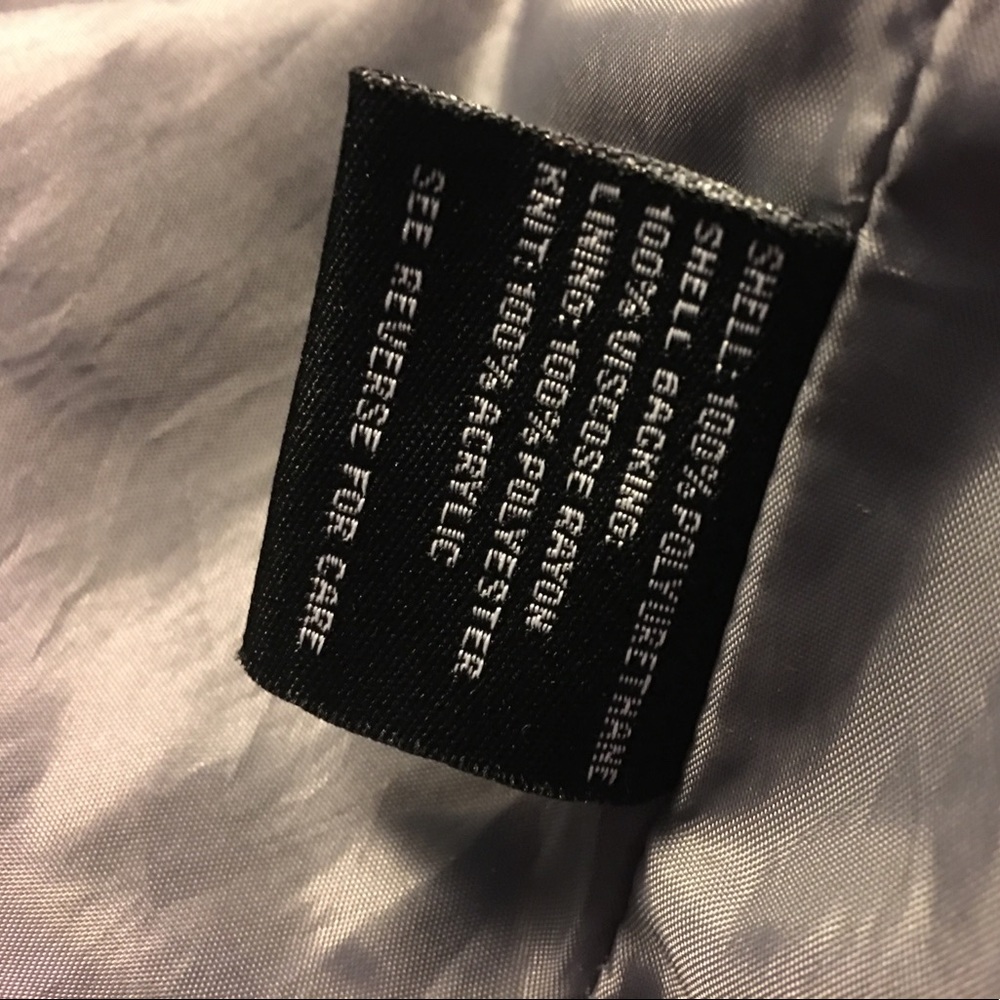 SHELL: 100% POLYURETHANE
SHELL BACKING:
100% VISCOSE RAYON
LINING: 100% POLYESTER
KNIT: 100% ACRYLIC
SEE REVERSE FOR CARE